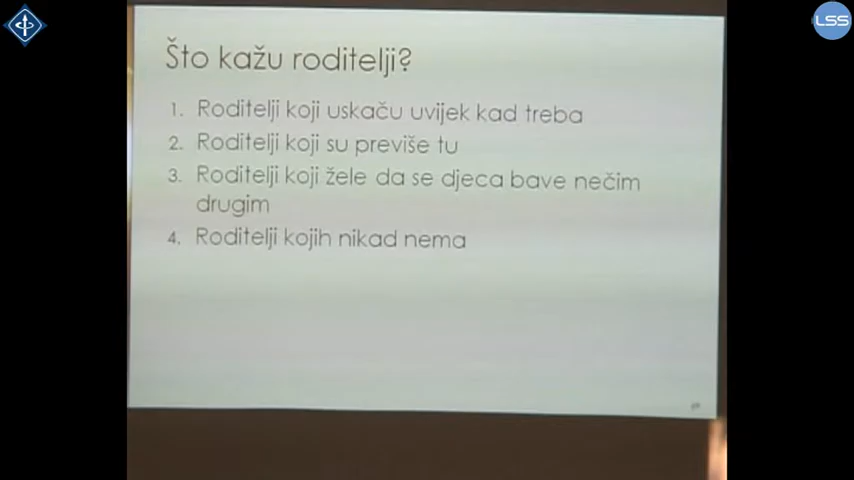 LSS
Što kažu roditelji?
1. Roditelji koji uskaču uvijek kad treba
2. Roditelji koji su previše tu
3. Roditelji koji žele da se djeca bave nečim
drugim
4. Roditelji kojih nikad nema